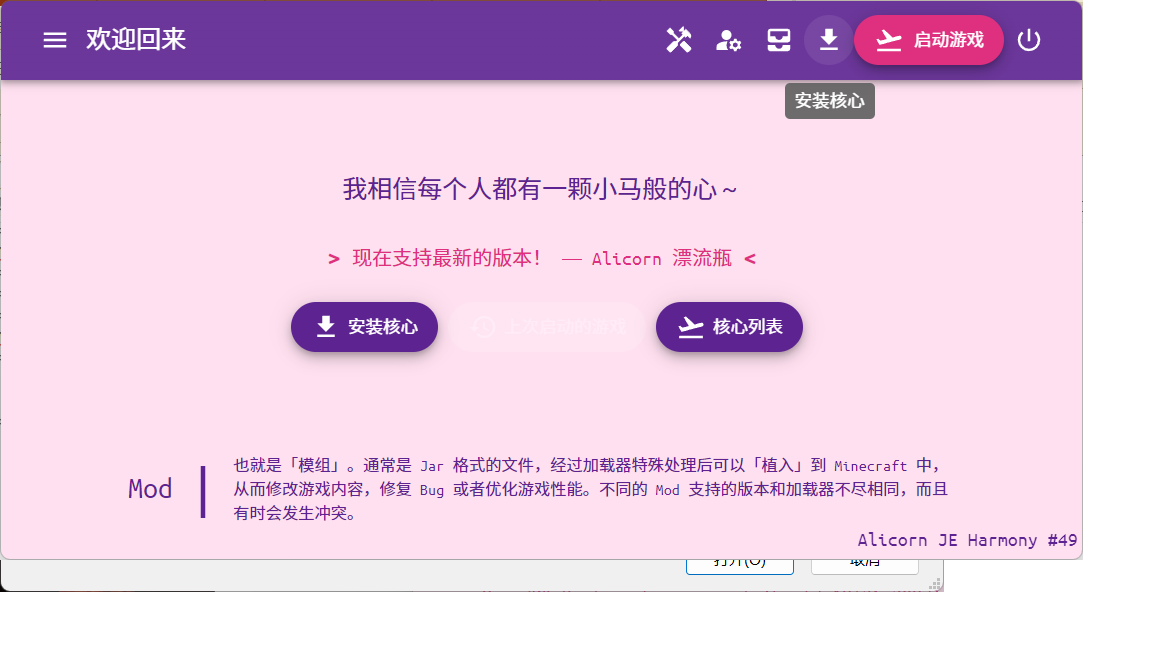 欢迎回来
启动游戏
安装核心
我相信每个人都有一颗小马般的心～
> 现在支持最新的版本！ — Alicorn 漂流瓶 <
安装核心
上次启动的游戏
核心列表
Mod
也就是「模组」。通常是 Jar 格式的文件，经过加载器特殊处理后可以「植入」到 Minecraft 中，
从而修改游戏内容，修复 Bug 或者优化游戏性能。不同的 Mod 支持的版本和加载器不尽相同，而且
有时会发生冲突。
Alicorn JE Harmony #49
打开(O)
取消